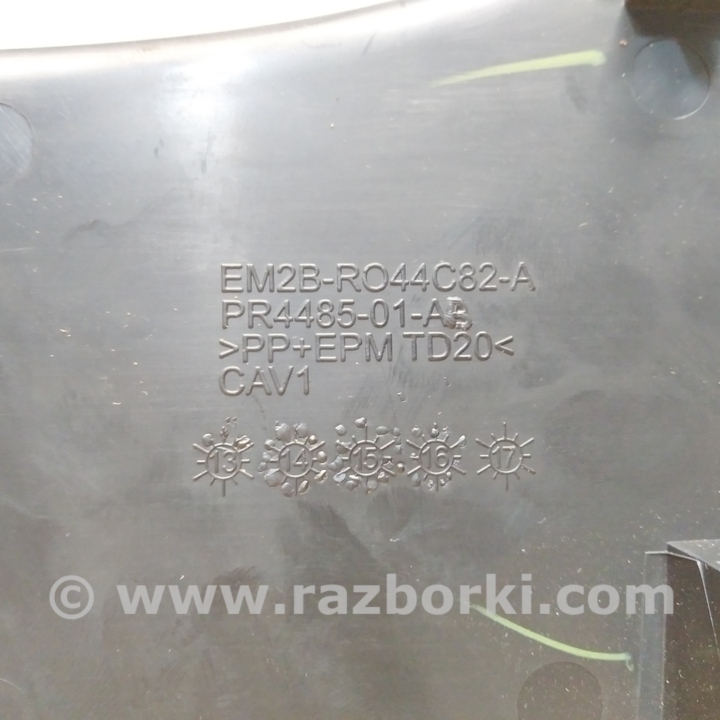 EM2B-RO44C82-A
PR4485-01-AB
>PP+EPM TD20<
CAV1
13 14 15 16 17
© www.razborki.com